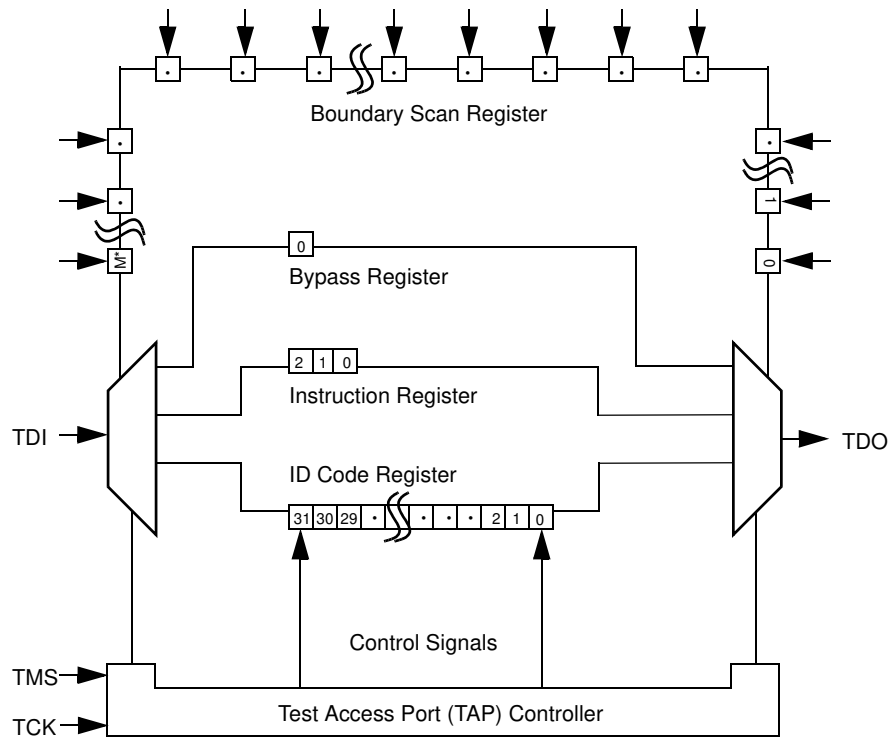 Boundary Scan Register
1
M*
0
0
Bypass Register
2 1 0
Instruction Register
TDI
TDO
ID Code Register
31 30 29 . . . . . 2 1 0
Control Signals
TMS
Test Access Port (TAP) Controller
TCK